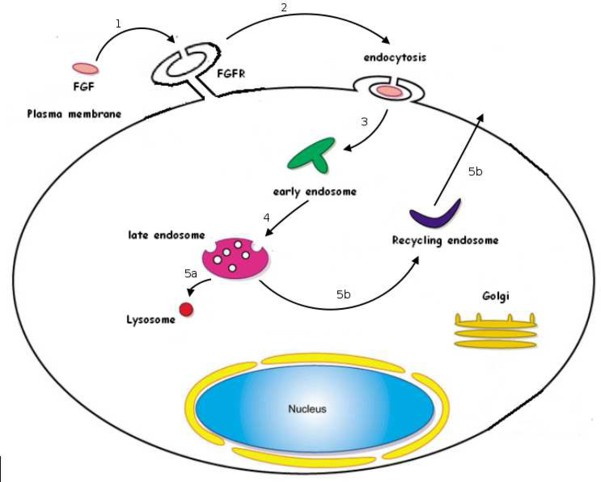 1
2
endocytosis
FGFR
FGF
Plasma membrane
3
early endosome
5b
4
late endosome
Recycling endosome
5a
5b
Lysosome
Golgi
Nucleus